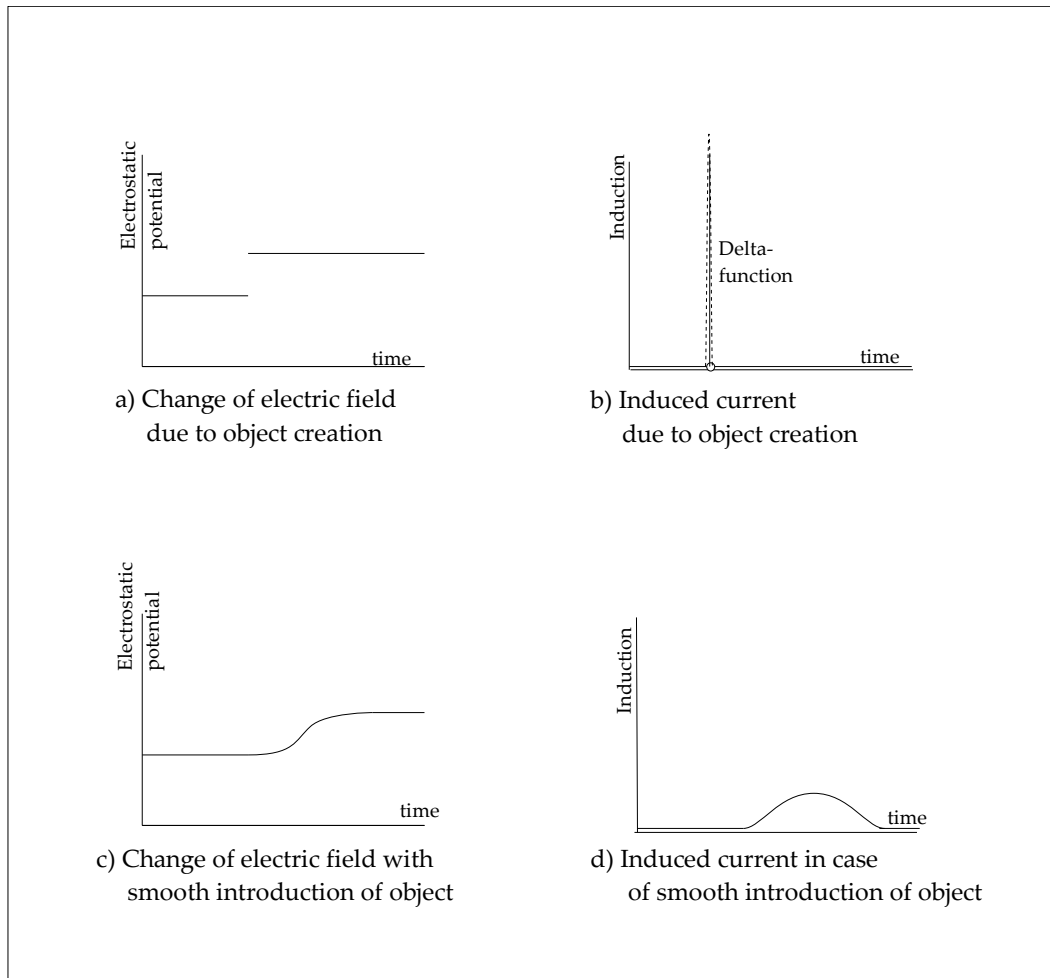 Electrostatic
potential
time
a) Change of electric field
due to object creation
Induction
Delta-
function
time
b) Induced current
due to object creation
Electrostatic
potential
time
c) Change of electric field with
smooth introduction of object
Induction
time
d) Induced current in case
of smooth introduction of object